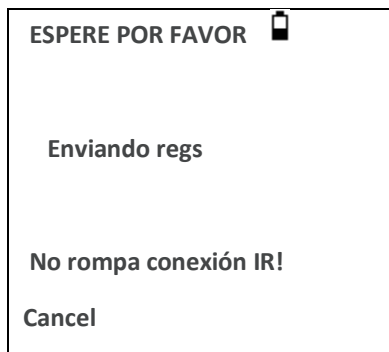 ESPERE POR FAVOR
Enviando regs
No rompa conexión IR!
Cancel